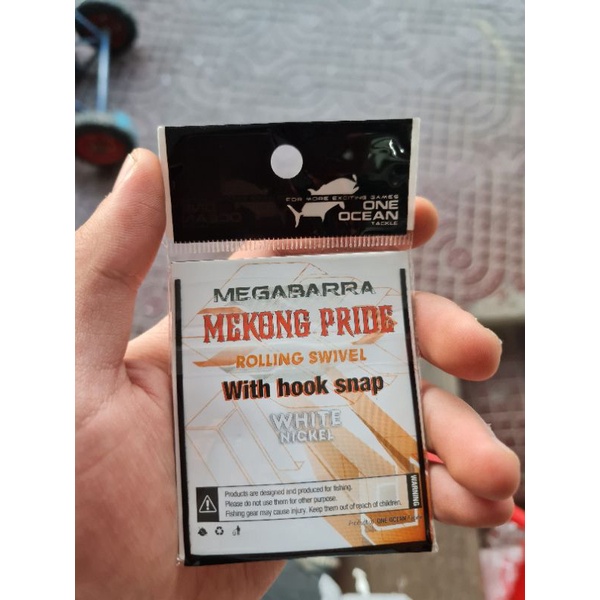 FOR MORE EXCITING GAMES
ONE
OCEAN
TACKLE
MEGABARRA
MEKONG PRIDE
ROLLING SWIVEL
With hook snap
WHITE
NICKEL
WARNING
Products are designed and produced for fishing.
Please do not use them for other purpose.
Fishing gear may cause injury. Keep them out of reach of children.
ONE OCEAN